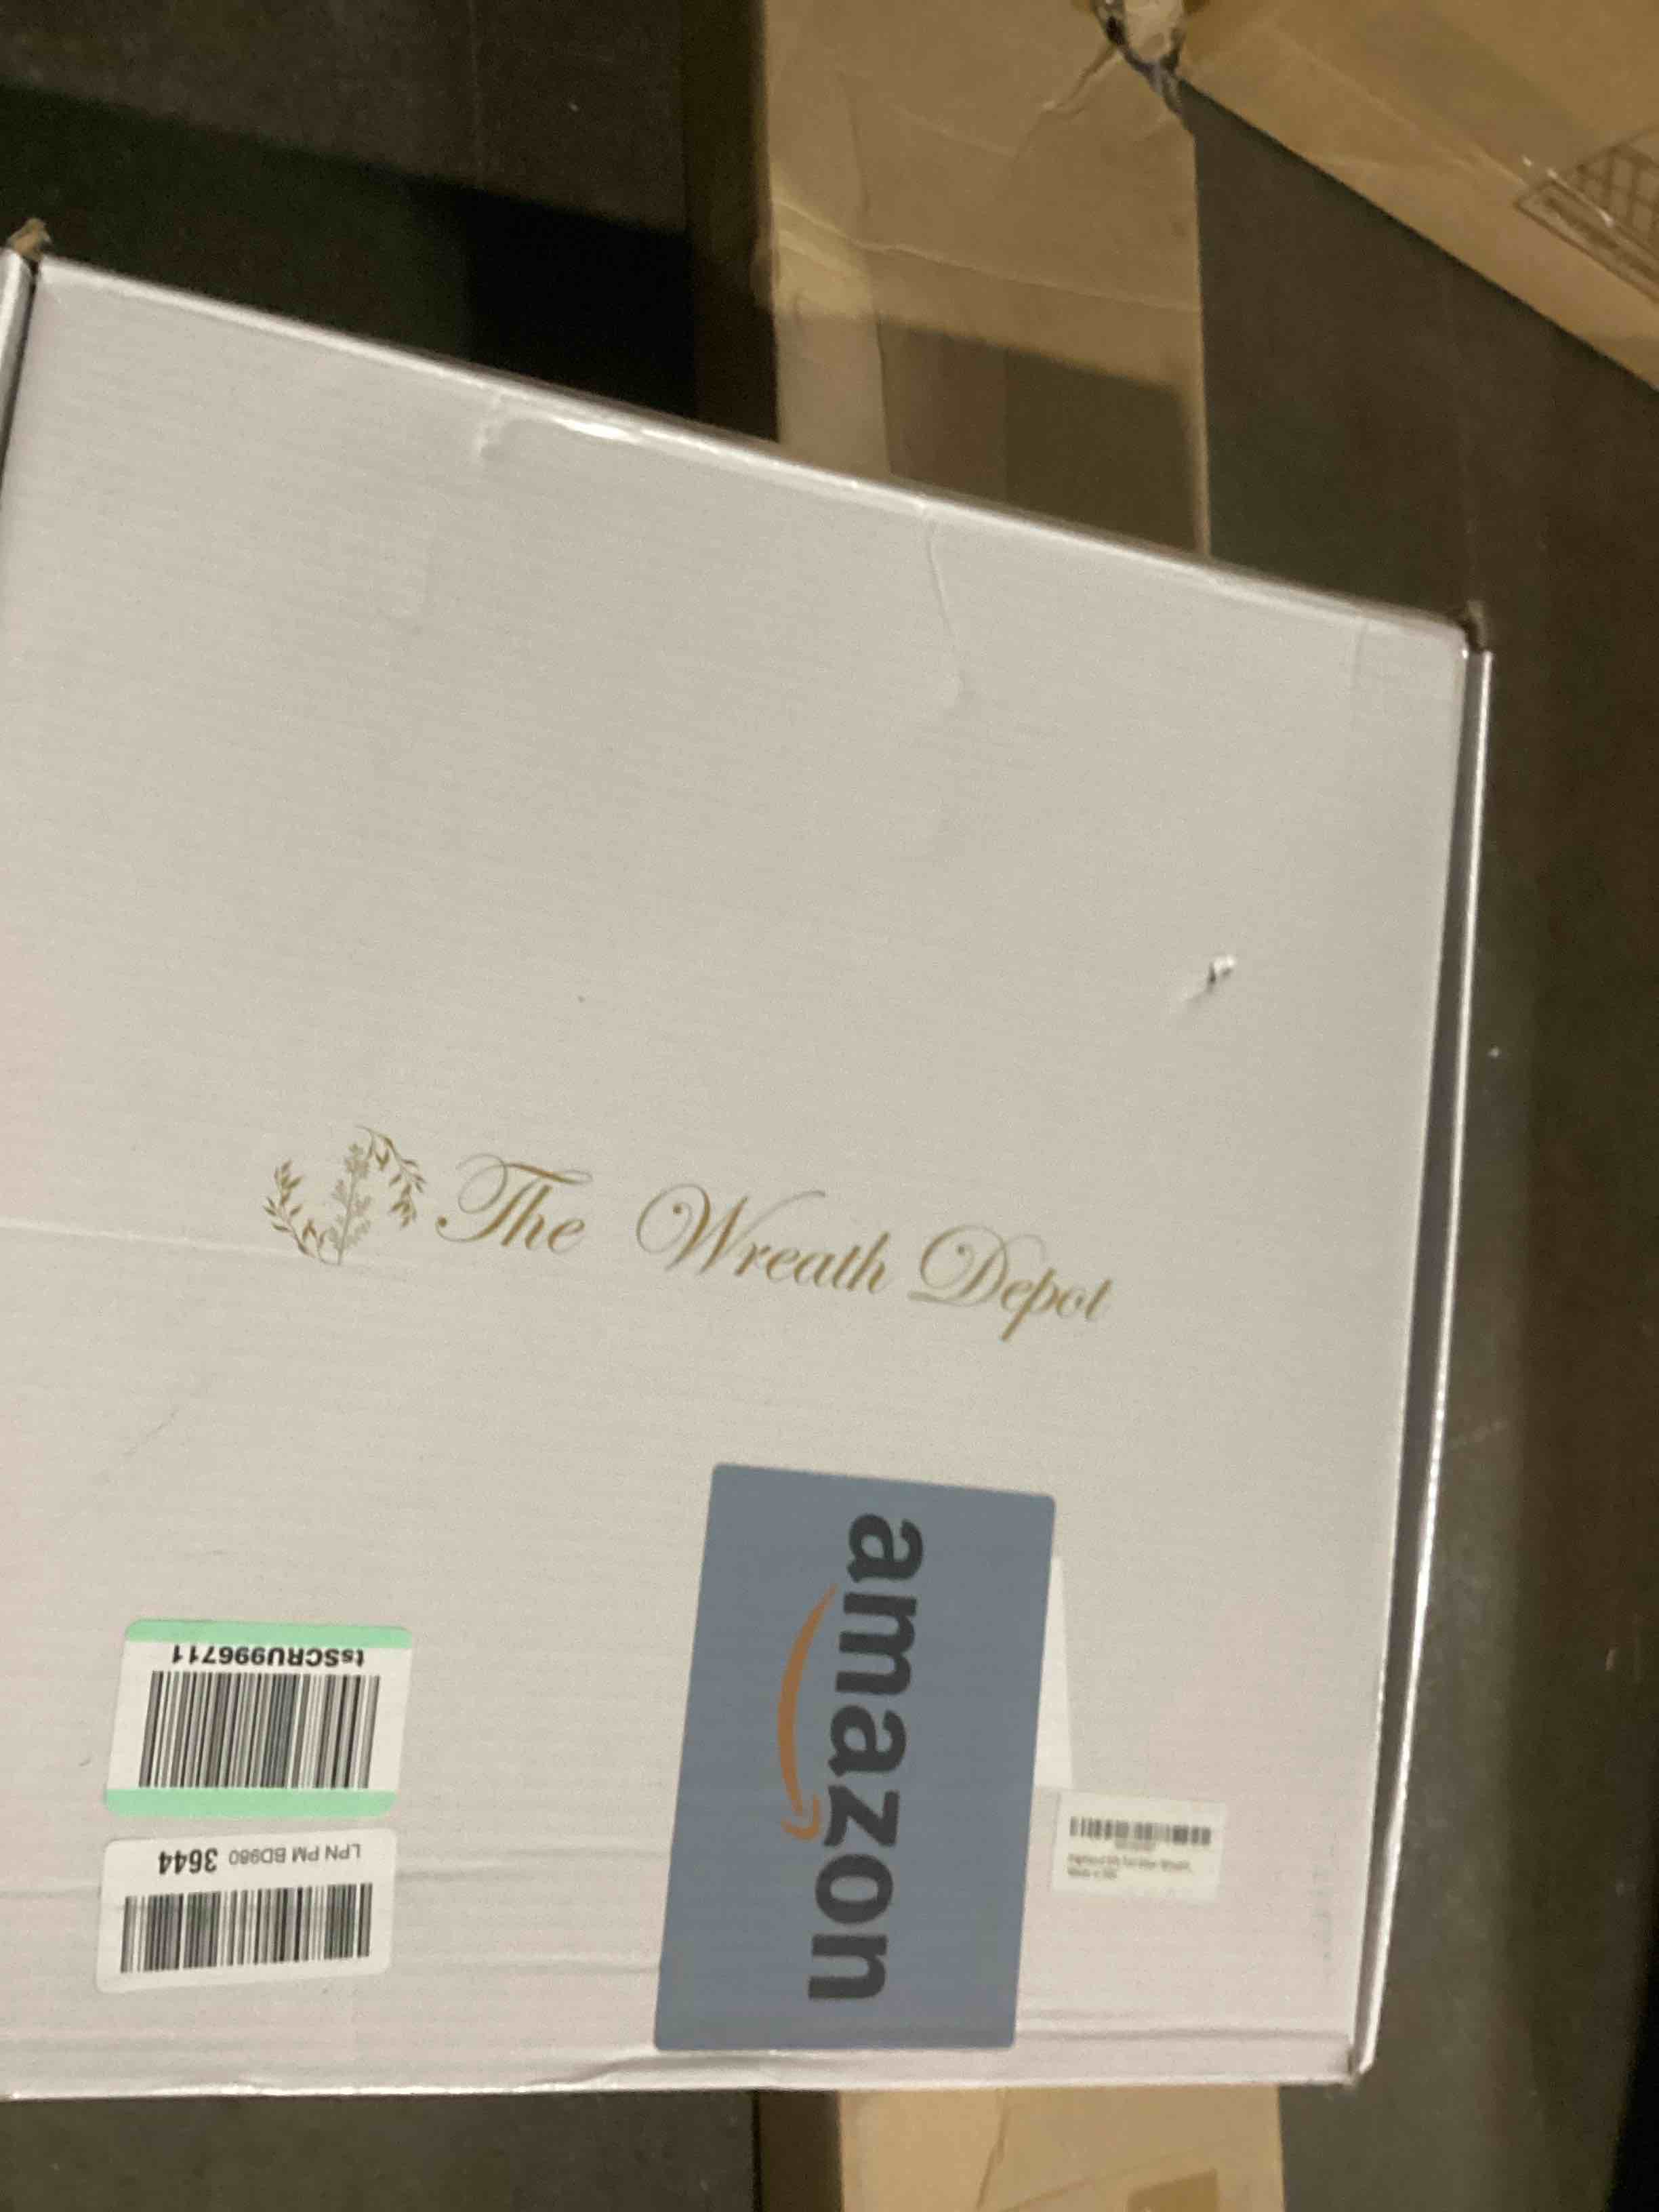 The Wreath Depot
amazon
tsSCRU996711
LPN PM BD980 3644